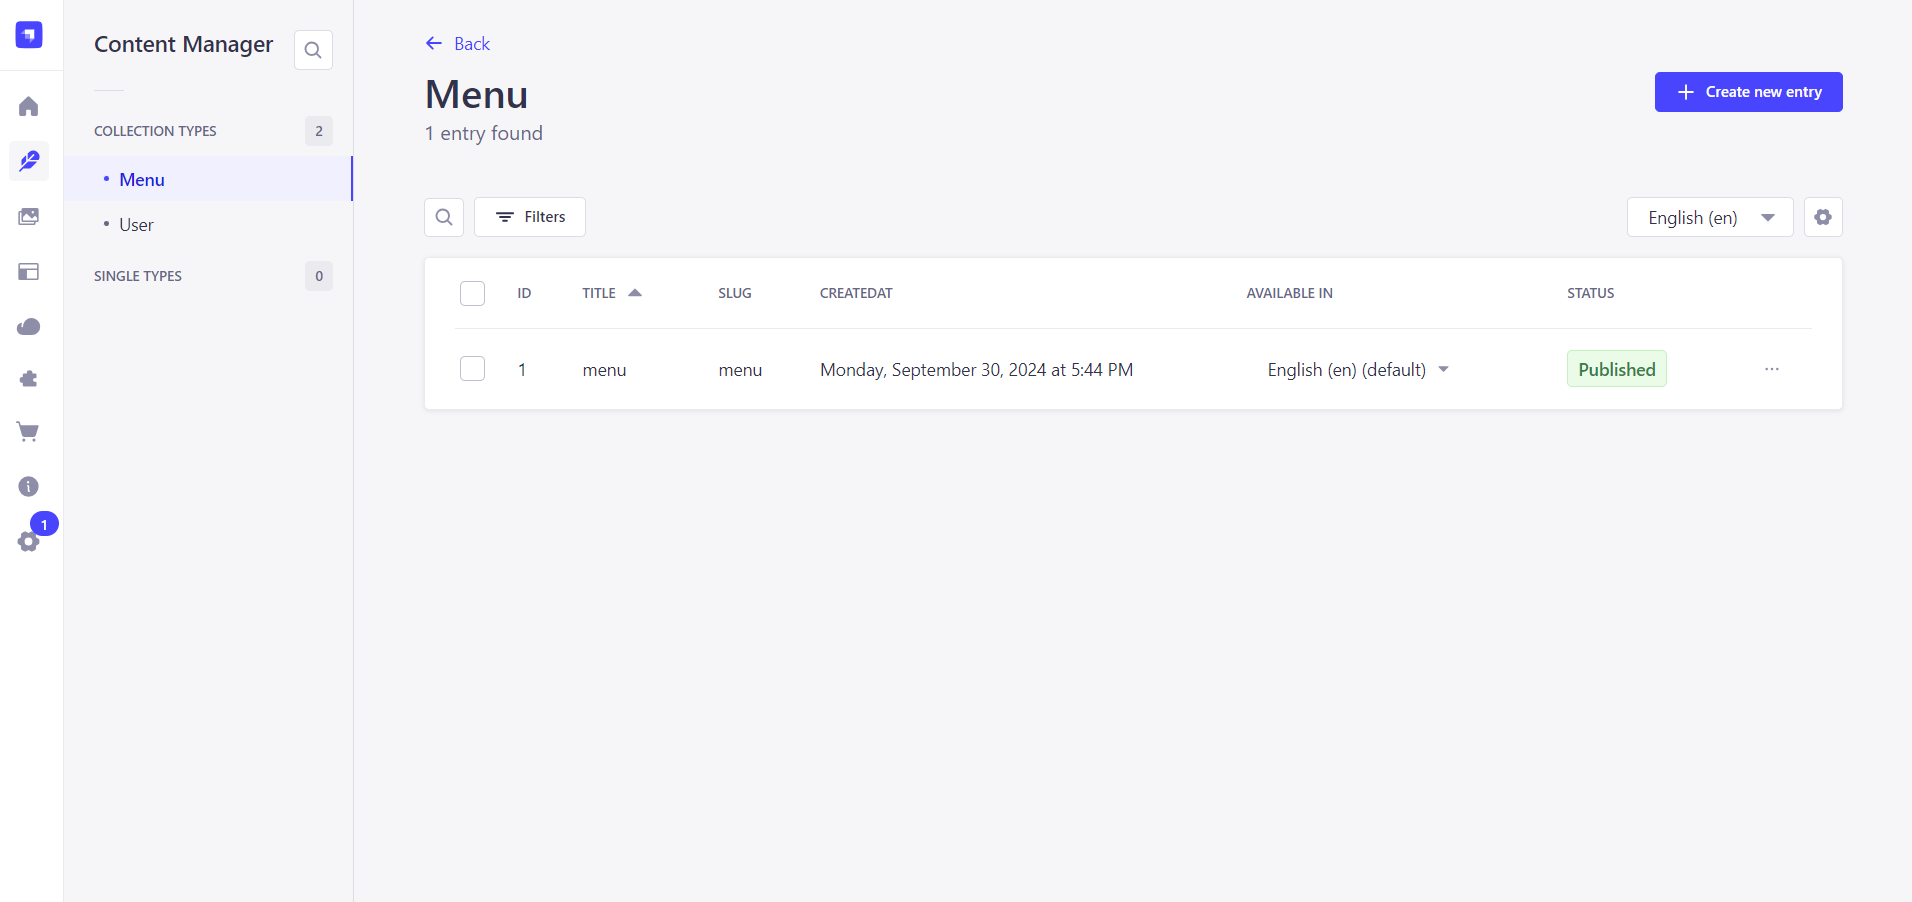 Content Manager
COLLECTION TYPES 2
Menu
User
SINGLE TYPES 0
1
Back
Menu
1 entry found
Create new entry
Filters
English (en)
ID TITLE SLUG CREATEDAT AVAILABLE IN STATUS
1 menu menu Monday, September 30, 2024 at 5:44 PM English (en) (default) Published